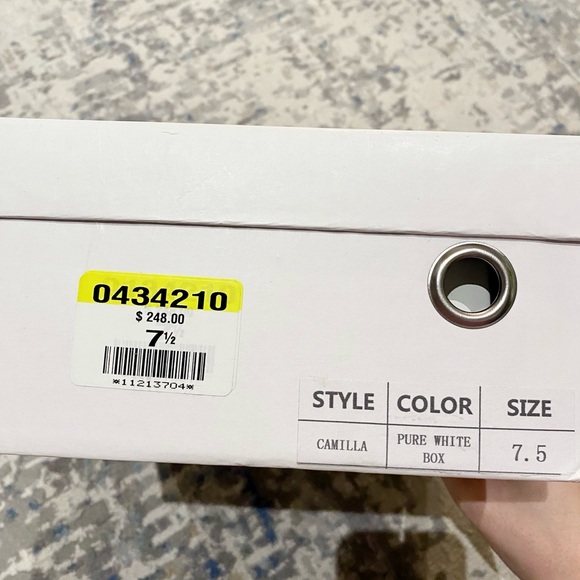 0434210
$ 248.00
7½
*11213704*
STYLE COLOR SIZE
CAMILLA PURE WHITE BOX 7.5